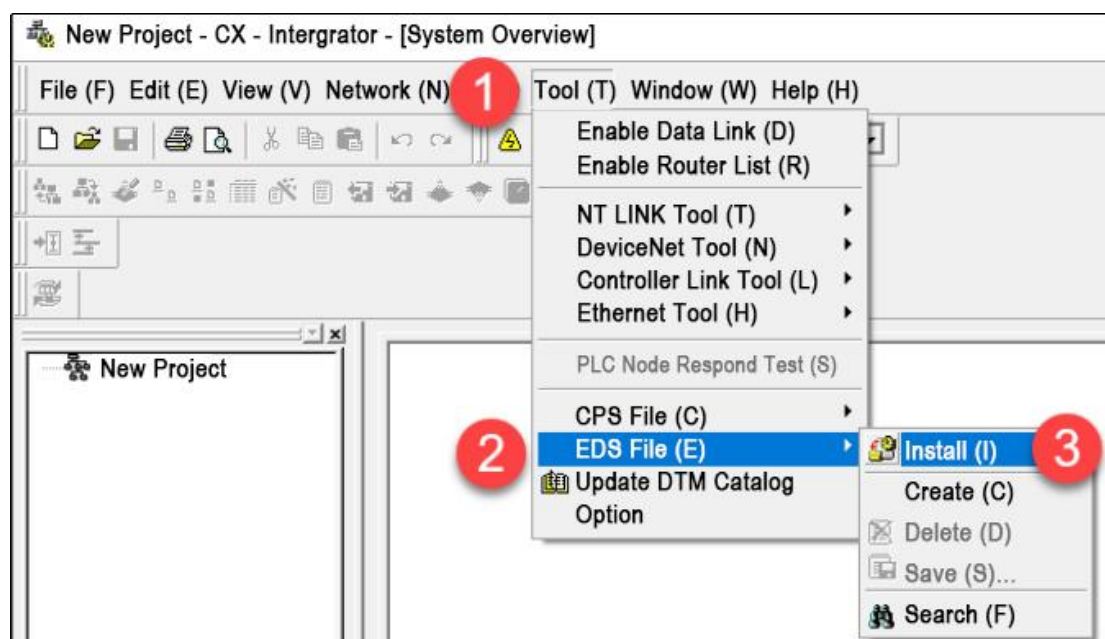 New Project - CX - Intergrator - [System Overview]
File (F) Edit (E) View (V) Network (N) 1 Tool (T) Window (W) Help (H)
Enable Data Link (D)
Enable Router List (R)
NT LINK Tool (T)
DeviceNet Tool (N)
Controller Link Tool (L)
Ethernet Tool (H)
New Project
PLC Node Respond Test (S)
CPS File (C)
2 EDS File (E)
Update DTM Catalog
Option
Install (I) 3
Create (C)
Delete (D)
Save (S)...
Search (F)